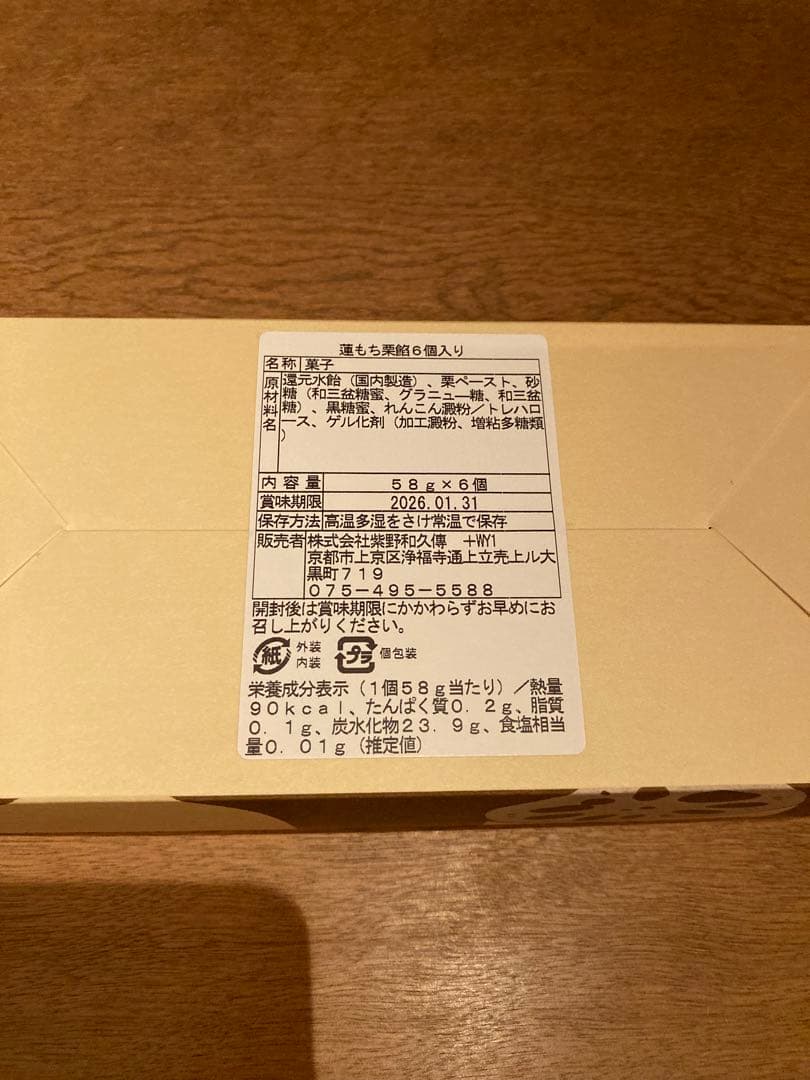 蓮もち栗餡6個入り
名称 菓子
原材料名 還元水飴（国内製造）、栗ペースト、砂
糖（和三盆糖蜜、グラニュー糖、和三盆
糖）、黒糖蜜、れんこん澱粉／トレハロ
ース、ゲル化剤（加工澱粉、増粘多糖類
）
内容量 58g×6個
賞味期限 2026.01.31
保存方法 高温多湿をさけ常温で保存
販売者 株式会社紫野和久傳 +WY1
京都市上京区浄福寺通上立売上ル大
黒町719
075-495-5588
開封後は賞味期限にかかわらずお早めにお
召し上がりください。
紙 外装
内装
プラ 個包装
栄養成分表示（1個58g当たり）／熱量
90kcal、たんぱく質0.2g、脂質
0.1g、炭水化物23.9g、食塩相当
量0.01g（推定値）